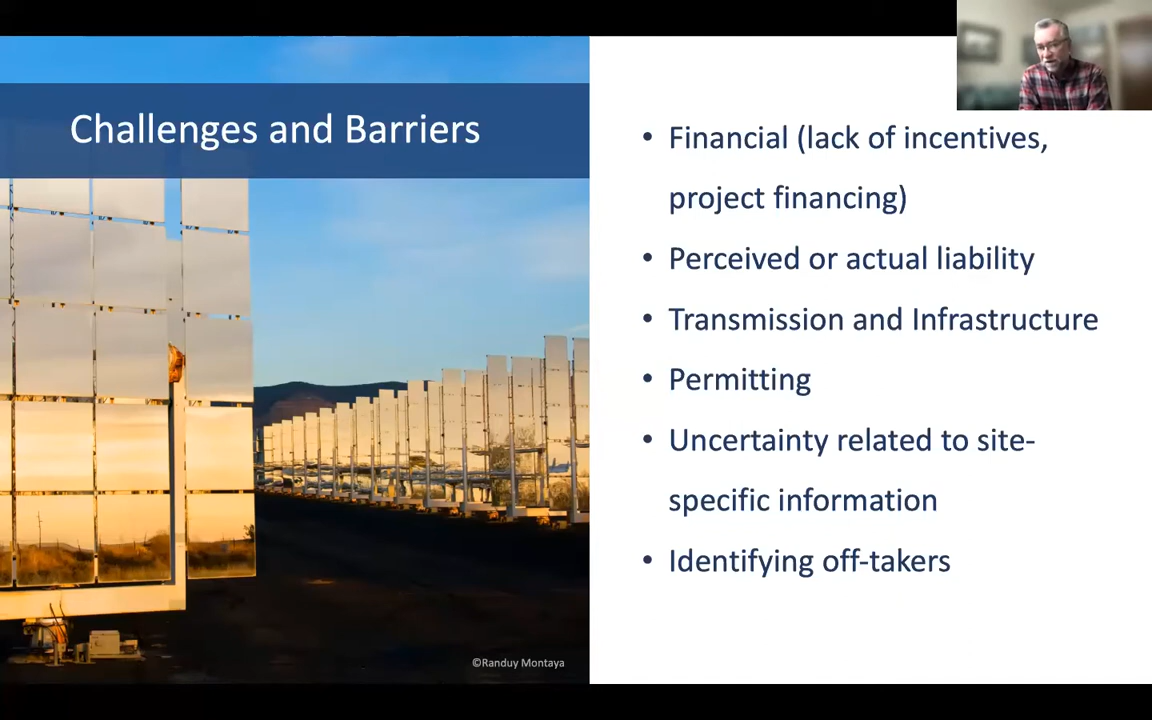 Challenges and Barriers
• Financial (lack of incentives,
project financing)
• Perceived or actual liability
• Transmission and Infrastructure
• Permitting
• Uncertainty related to site-
specific information
• Identifying off-takers
©Randuy Montaya